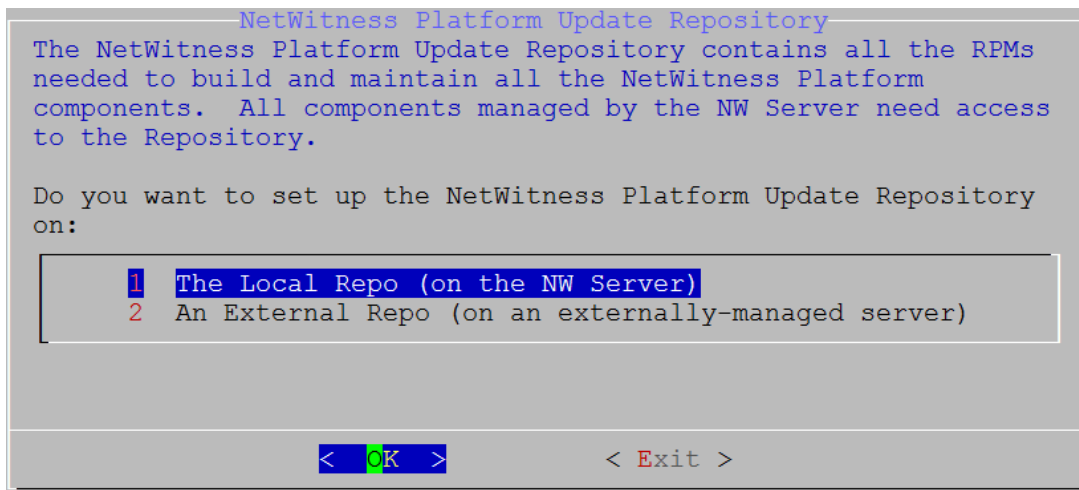 NetWitness Platform Update Repository
The NetWitness Platform Update Repository contains all the RPMs
needed to build and maintain all the NetWitness Platform
components.  All components managed by the NW Server need access
to the Repository.
Do you want to set up the NetWitness Platform Update Repository
on:
1 The Local Repo (on the NW Server)
2 An External Repo (on an externally-managed server)
< OK > < Exit >